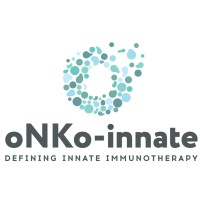 oNKo-innate
DEFINING INNATE IMMUNOTHERAPY